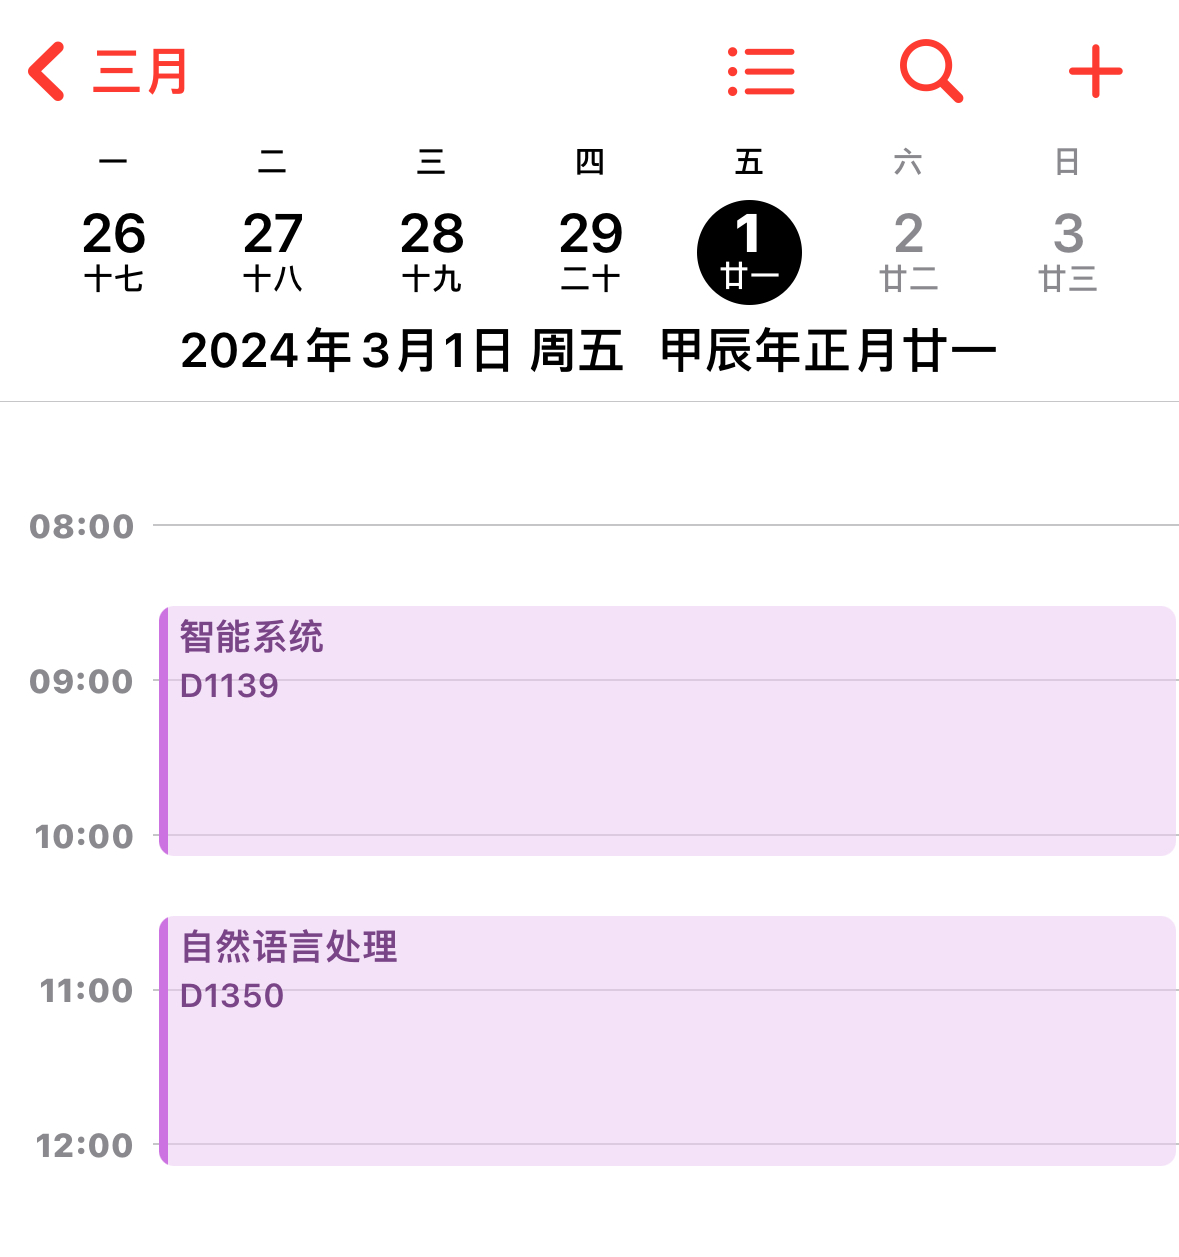 三月
一 二 三 四 五 六 日
26 27 28 29 1 2 3
十七 十八 十九 二十 廿一 廿二 廿三
2024年3月1日 周五 甲辰年正月廿一
08:00
智能系统
09:00 D1139
10:00
自然语言处理
11:00 D1350
12:00